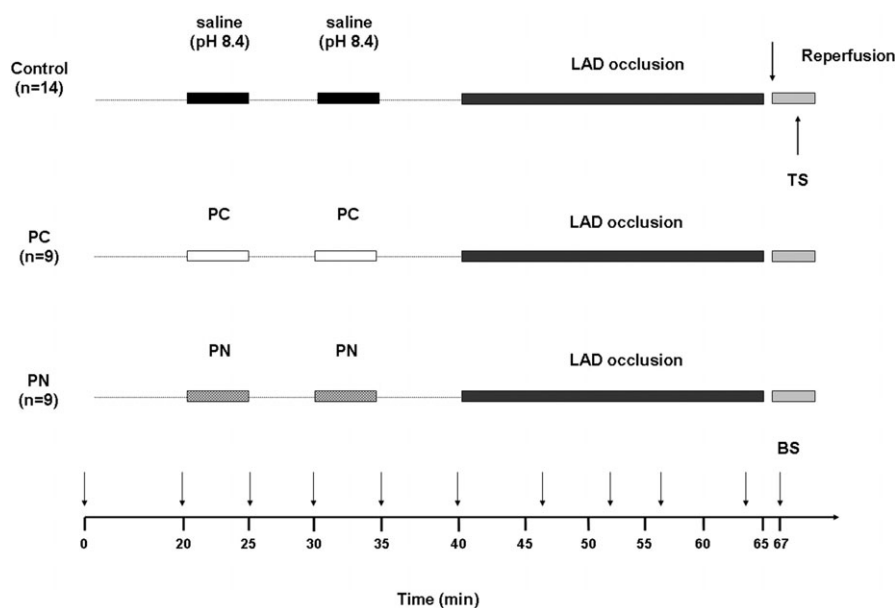 saline saline
(pH 8.4) (pH 8.4)
Control
(n=14)
LAD occlusion
Reperfusion
TS
PC PC
LAD occlusion
PC
(n=9)
PN PN
LAD occlusion
PN
(n=9)
BS
0 20 25 30 35 40 45 50 55 60 65 67
Time (min)